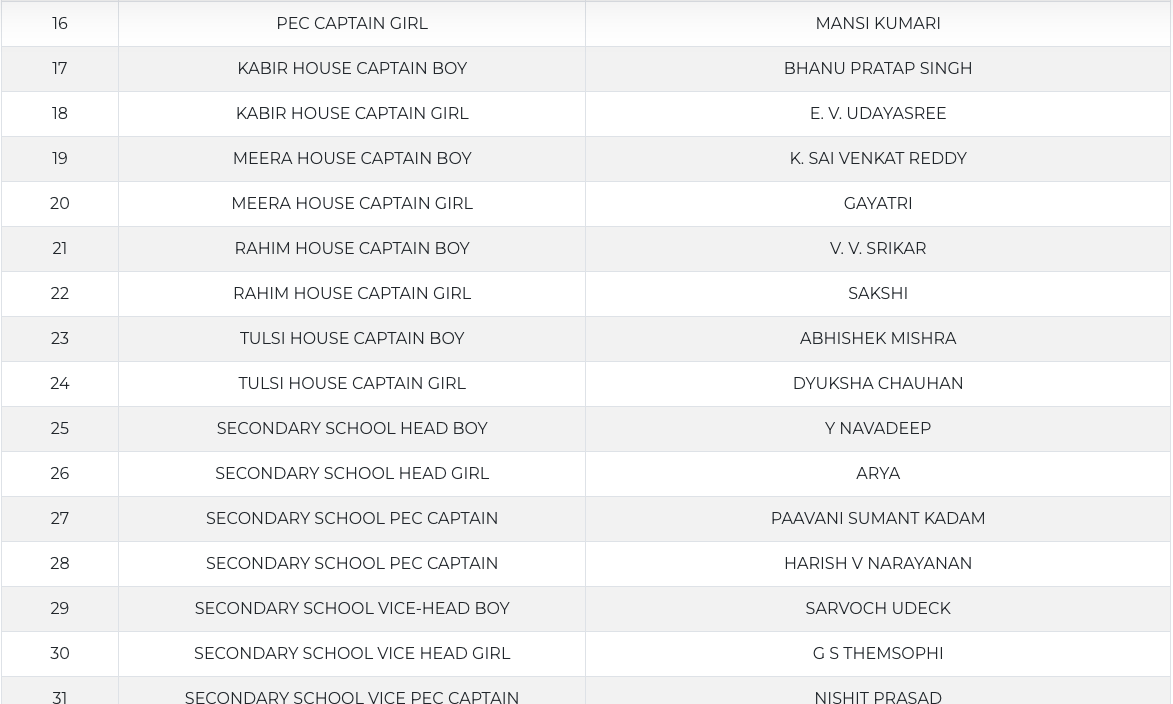 16 PEC CAPTAIN GIRL MANSI KUMARI
17 KABIR HOUSE CAPTAIN BOY BHANU PRATAP SINGH
18 KABIR HOUSE CAPTAIN GIRL E. V. UDAYASREE
19 MEERA HOUSE CAPTAIN BOY K. SAI VENKAT REDDY
20 MEERA HOUSE CAPTAIN GIRL GAYATRI
21 RAHIM HOUSE CAPTAIN BOY V. V. SRIKAR
22 RAHIM HOUSE CAPTAIN GIRL SAKSHI
23 TULSI HOUSE CAPTAIN BOY ABHISHEK MISHRA
24 TULSI HOUSE CAPTAIN GIRL DYUKSHA CHAUHAN
25 SECONDARY SCHOOL HEAD BOY Y NAVADEEP
26 SECONDARY SCHOOL HEAD GIRL ARYA
27 SECONDARY SCHOOL PEC CAPTAIN PAAVANI SUMANT KADAM
28 SECONDARY SCHOOL PEC CAPTAIN HARISH V NARAYANAN
29 SECONDARY SCHOOL VICE-HEAD BOY SARVOCH UDECK
30 SECONDARY SCHOOL VICE HEAD GIRL G S THEMSOPHI
31 SECONDARY SCHOOL VICE PEC CAPTAIN NISHIT PRASAD